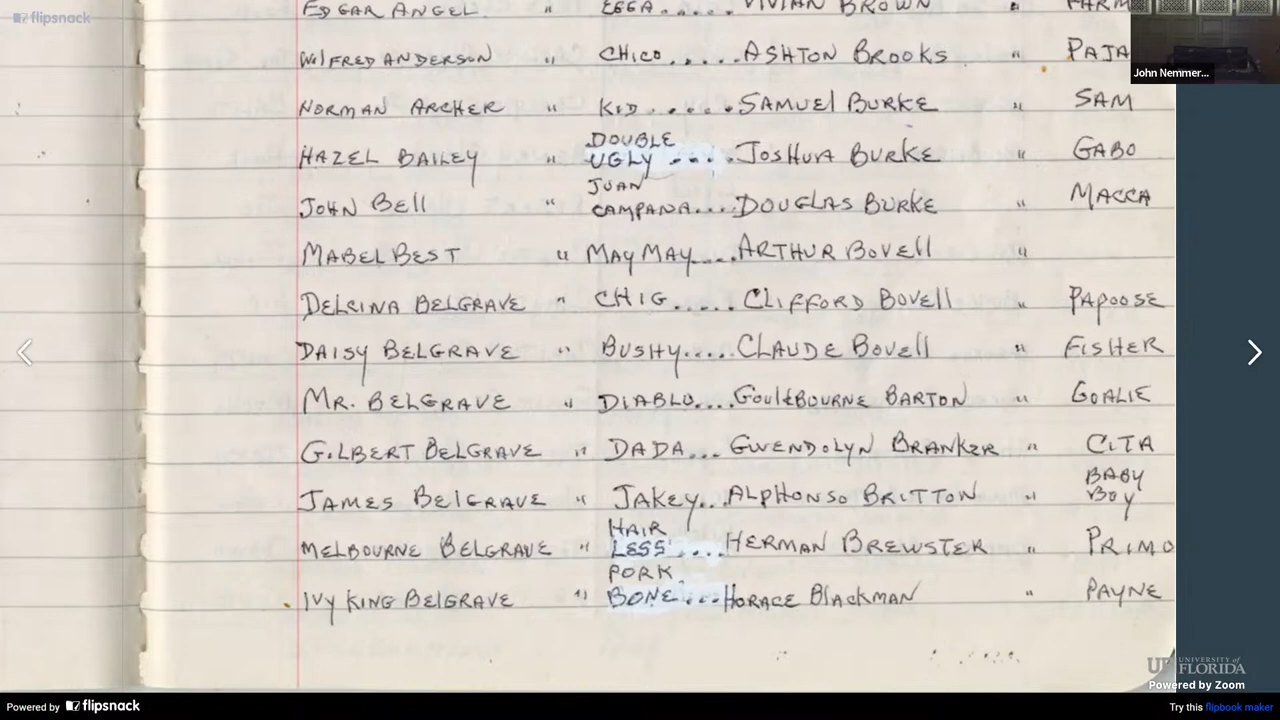 flipsnack
EDGAR ANGEL " EGGA.... VIVIAN BROWN " FARM
WilFRED ANDERSON " CHICO..... ASHTON BROOKS " PAJA
John Nemmer...
NORMAN ARCHER " KID...... SAMUEl BURKE " SAM
HAZEL BAILEY " DOUBLE UGLY .... JOSHUA BURKE " GABO
JOHN BEll " JUAN CAMPANA.... DOUGLAS BURKE " MACCA
MABEL BEST " MAY MAY.... ARTHUR BOVEll "
DELCINA BELGRAVE " CHIG ..... CLIFFORD BOVEll " PAPOOSE
DAISY BELGRAVE " BUSHY..... CLAUDE BOVEll " FISHER
MR. BELGRAVE " DIABLO.... BARTON " GOALIE
GILBERT BELGRAVE " DADA... GWENDOLYN BRANKER " CITA
JAMES BELGRAVE " JAKEY... ALPHONSO BRITTON " BABY BOY
MELBOURNE BELGRAVE " HAIR LESS .... HERMAN BREWSTER " PRIMO
IVY KING BELGRAVE " PORK BONE... HORACE BlACKMAN " PAYNE
UF UNIVERSITY of FLORIDA
Powered by Zoom
Powered by flipsnack
Try this flipbook maker